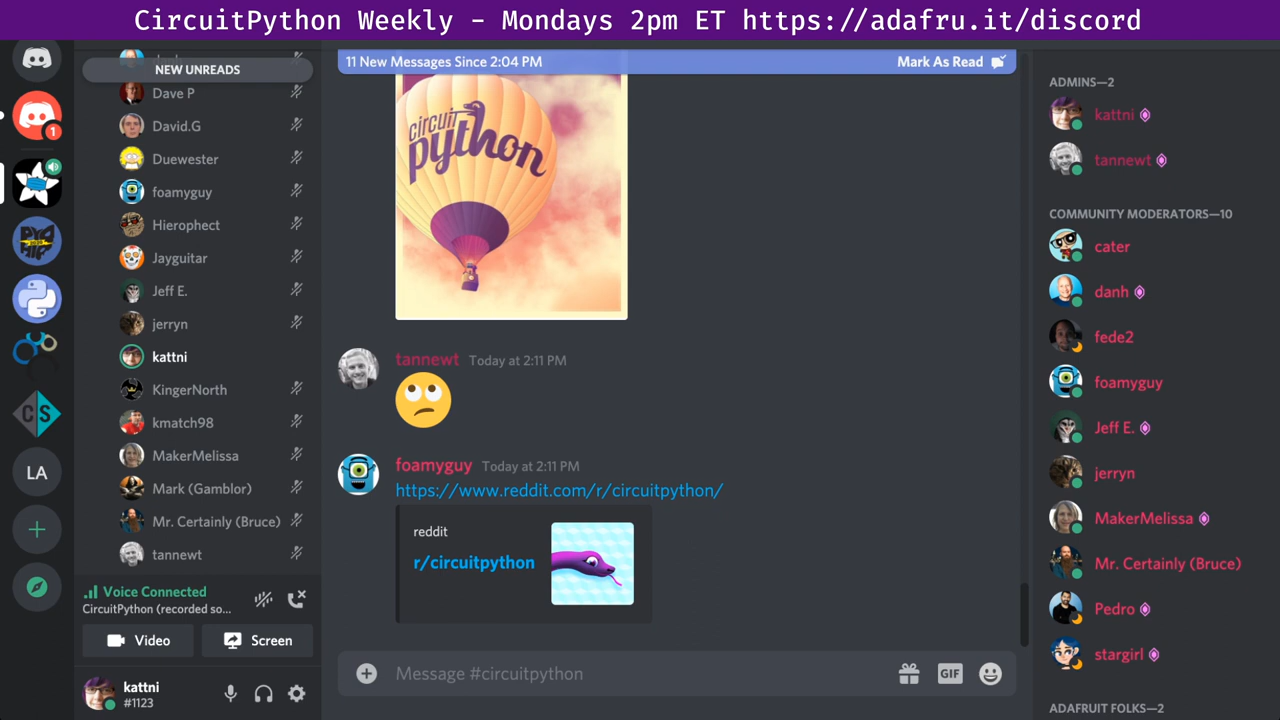 CircuitPython Weekly - Mondays 2pm ET https://adafru.it/discord
NEW UNREADS
Dave P
David.G
Duewester
foamyguy
Hierophect
Jayguitar
Jeff E.
jerryn
kattni
KingerNorth
kmatch98
MakerMelissa
Mark (Gamblor)
Mr. Certainly (Bruce)
tannewt
Voice Connected
CircuitPython (recorded so...
Video
Screen
kattni
#1123
1
CS
LA
11 New Messages Since 2:04 PM
Mark As Read
circuit
python
tannewt Today at 2:11 PM
foamyguy Today at 2:11 PM
https://www.reddit.com/r/circuitpython/
reddit
r/circuitpython
Message #circuitpython
GIF
ADMINS—2
kattni
tannewt
COMMUNITY MODERATORS—10
cater
danh
fede2
foamyguy
Jeff E.
jerryn
MakerMelissa
Mr. Certainly (Bruce)
Pedro
stargirl
ADAFRUIT FOLKS—2